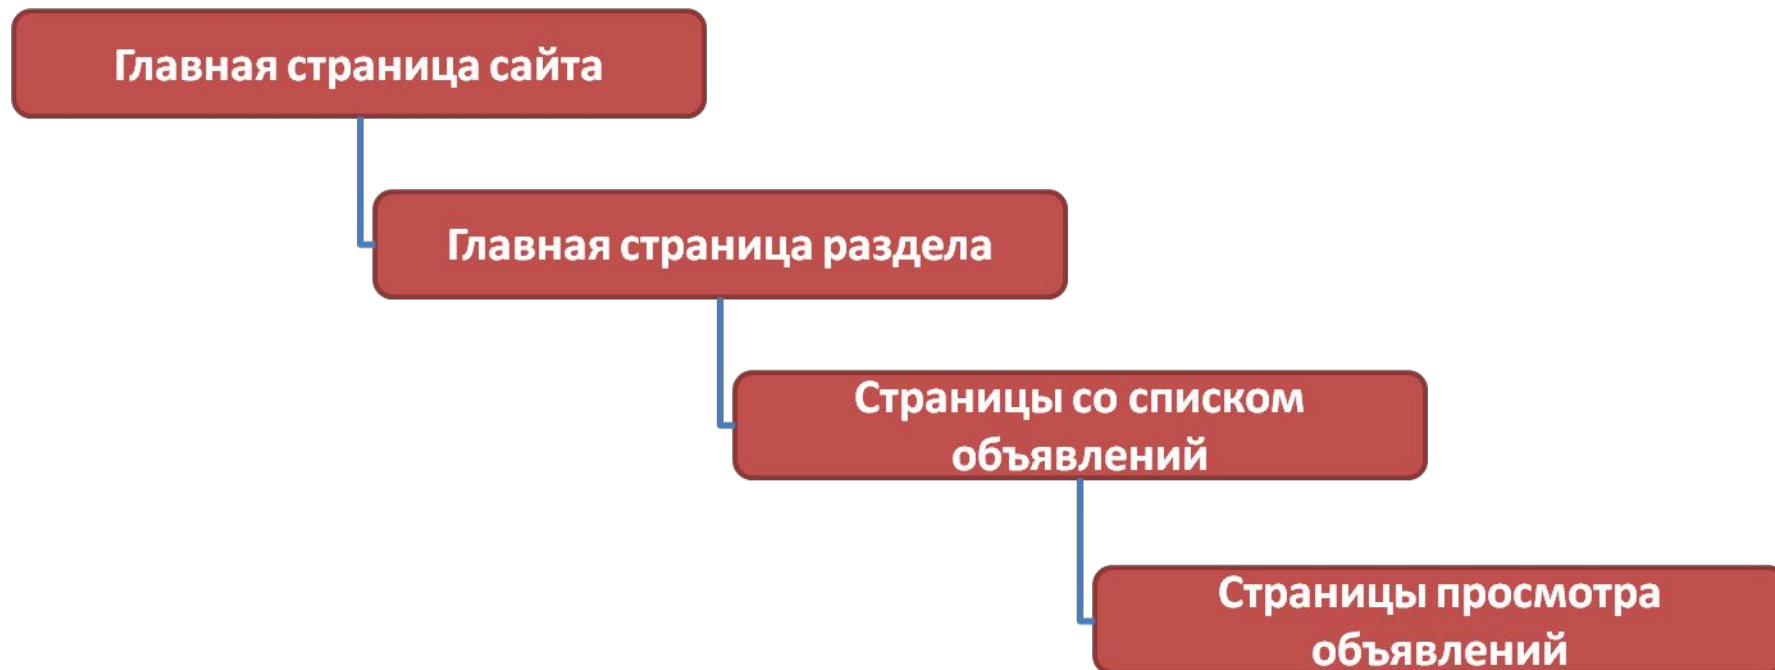 Главная страница сайта
Главная страница раздела
Страницы со списком
объявлений
Страницы просмотра
объявлений